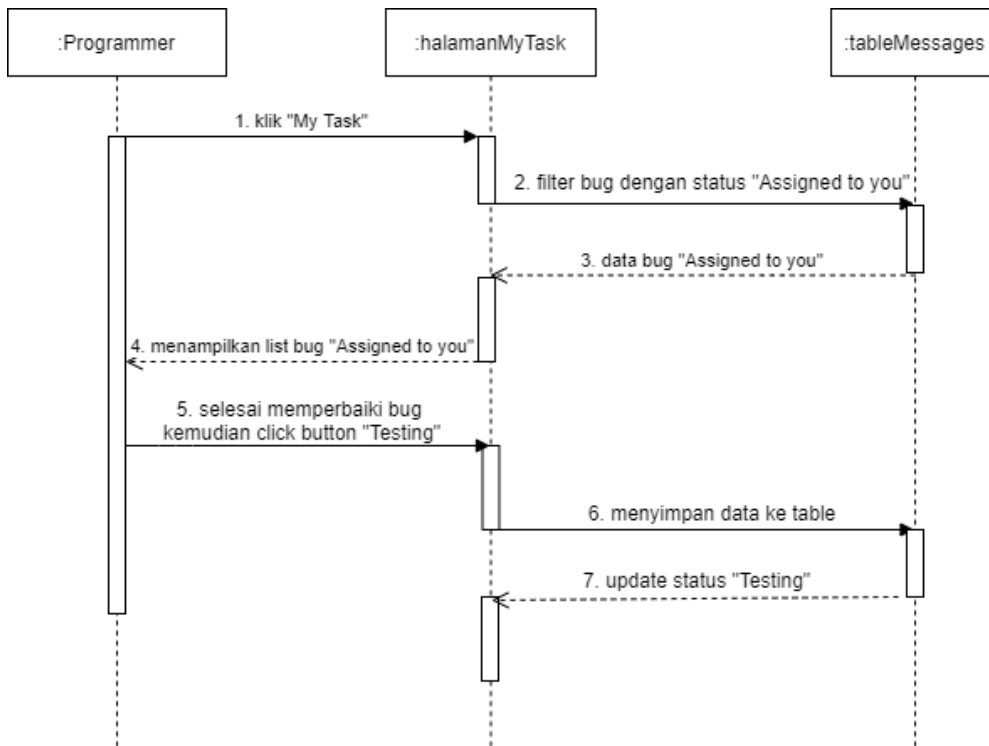 :Programmer
:halamanMyTask
:tableMessages
1. klik "My Task"
2. filter bug dengan status "Assigned to you"
3. data bug "Assigned to you"
4. menampilkan list bug "Assigned to you"
5. selesai memperbaiki bug
kemudian click button "Testing"
6. menyimpan data ke table
7. update status "Testing"